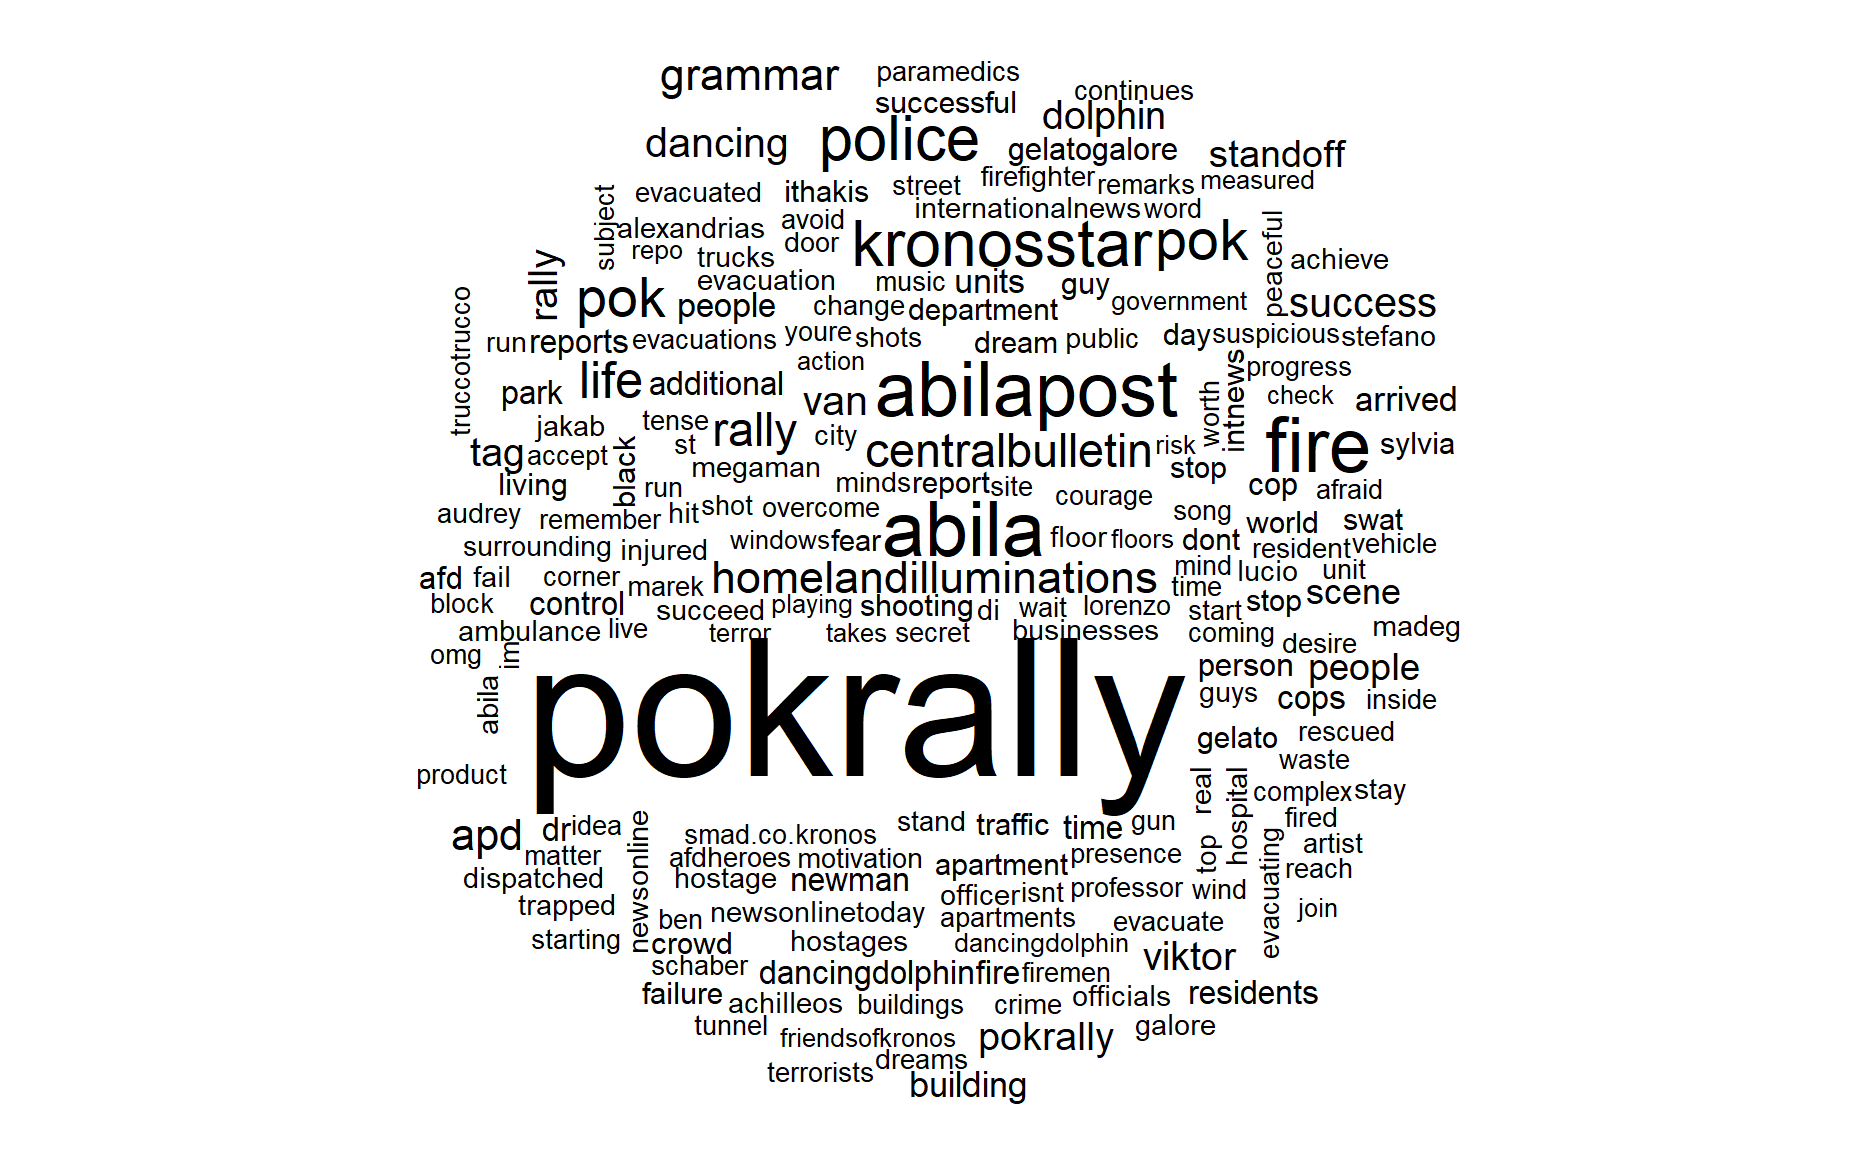 grammar paramedics
continues
successful dolphin
dancing police gelatogalore standoff
firefighter remarks measured
subject evacuated ithakis street
internationalnews word
alexandrias avoid
repo trucks door kronosstar pok peaceful achieve
rally evacuation music units guy
pok people change department government success
truccotrucco
run reports evacuations youre shots dream public day suspicious stefano
action intnews progress
park life additional van abilapost worth check arrived
jakab tense city fire
rally centralbulletin risk sylvia
tag accept st
black megaman stop
living run minds report site courage cop afraid
audrey remember hit shot overcome abila song world swat
surrounding injured windows fear floor floors dont resident vehicle
afd fail corner marek homelandilluminations mind lucio unit
time
block control succeed playing shooting di wait lorenzo start stop scene
ambulance live terror takes secret businesses coming desire madeg
omg im
person people
abila pokrally guys cops inside
gelato rescued
waste
product real hospital complex stay
fired
apd dr idea newsonline smad.co.kronos stand traffic time gun artist
matter afdheroes motivation apartment presence top evacuating reach
dispatched hostage newman officer isnt professor wind
trapped ben newsonlinetoday apartments evacuate join
starting crowd hostages dancingdolphin viktor
schaber dancingdolphinfire firemen
failure achilleos buildings crime officials residents
tunnel friendsofkronos pokrally galore
dreams
terrorists building